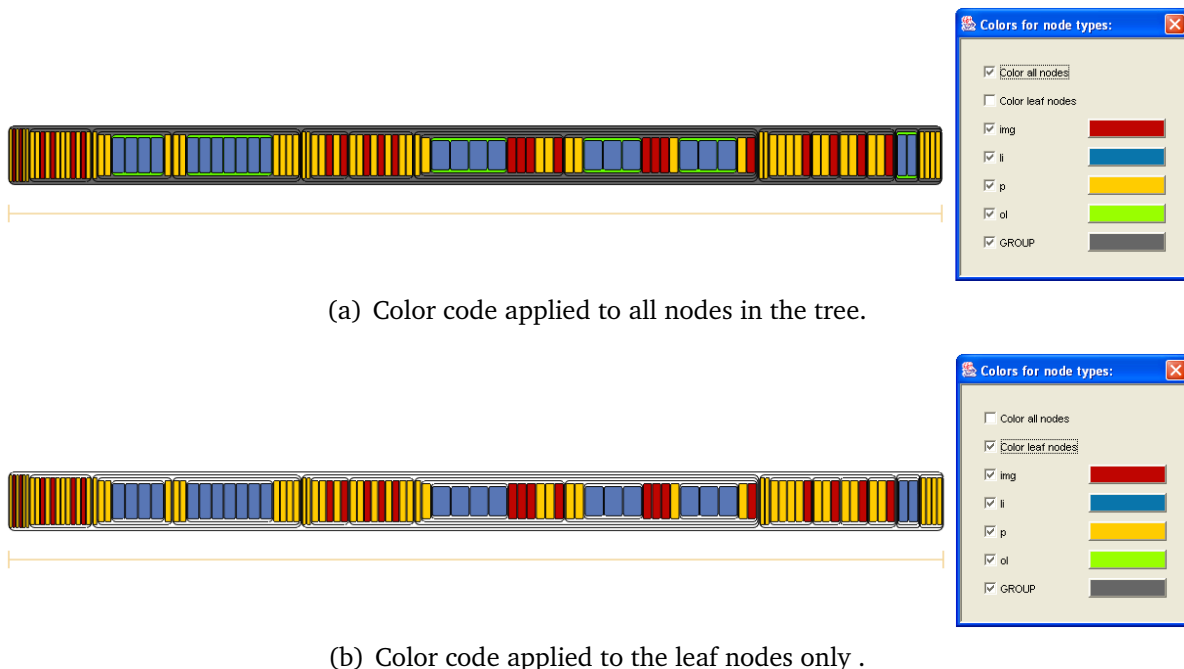 Colors for node types:
Color all nodes
Color leaf nodes
img
li
p
ol
GROUP
(a) Color code applied to all nodes in the tree.
Colors for node types:
Color all nodes
Color leaf nodes
img
li
p
ol
GROUP
(b) Color code applied to the leaf nodes only .